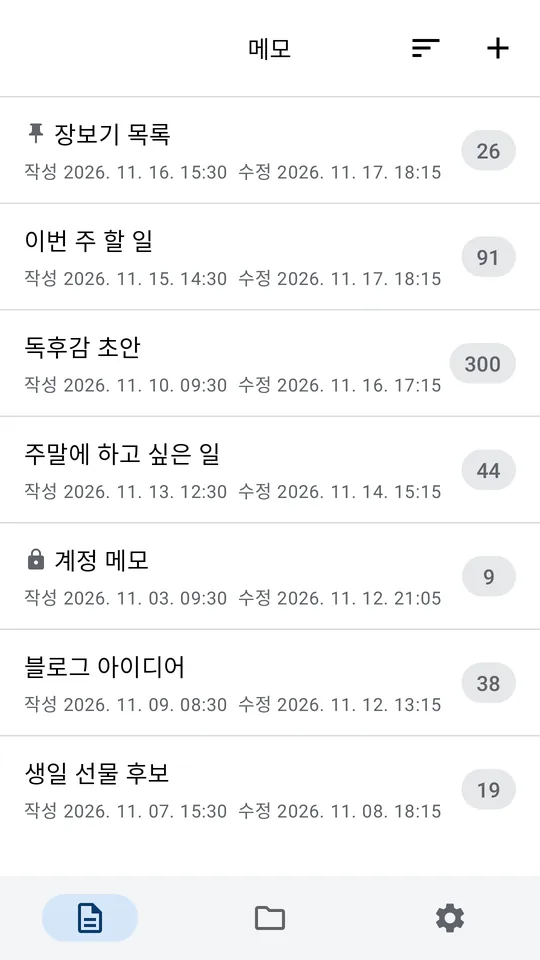 메모
장보기 목록
26
작성 2026. 11. 16. 15:30 수정 2026. 11. 17. 18:15
이번 주 할 일
91
작성 2026. 11. 15. 14:30 수정 2026. 11. 17. 18:15
독후감 초안
300
작성 2026. 11. 10. 09:30 수정 2026. 11. 16. 17:15
주말에 하고 싶은 일
44
작성 2026. 11. 13. 12:30 수정 2026. 11. 14. 15:15
계정 메모
9
작성 2026. 11. 03. 09:30 수정 2026. 11. 12. 21:05
블로그 아이디어
38
작성 2026. 11. 09. 08:30 수정 2026. 11. 12. 13:15
생일 선물 후보
19
작성 2026. 11. 07. 15:30 수정 2026. 11. 08. 18:15